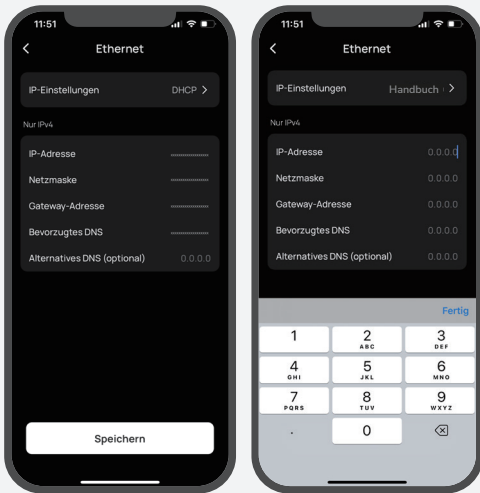 11:51
Ethernet
IP-Einstellungen DHCP
Nur IPv4
IP-Adresse
Netzmaske
Gateway-Adresse
Bevorzugtes DNS
Alternatives DNS (optional) 0.0.0.0
Speichern
11:51
Ethernet
IP-Einstellungen Handbuch
Nur IPv4
IP-Adresse 0.0.0.0
Netzmaske 0.0.0.0
Gateway-Adresse 0.0.0.0
Bevorzugtes DNS 0.0.0.0
Alternatives DNS (optional) 0.0.0.0
Fertig
1 2 3
ABC DEF
4 5 6
GHI JKL MNO
7 8 9
PQRS TUV WXYZ
. 0